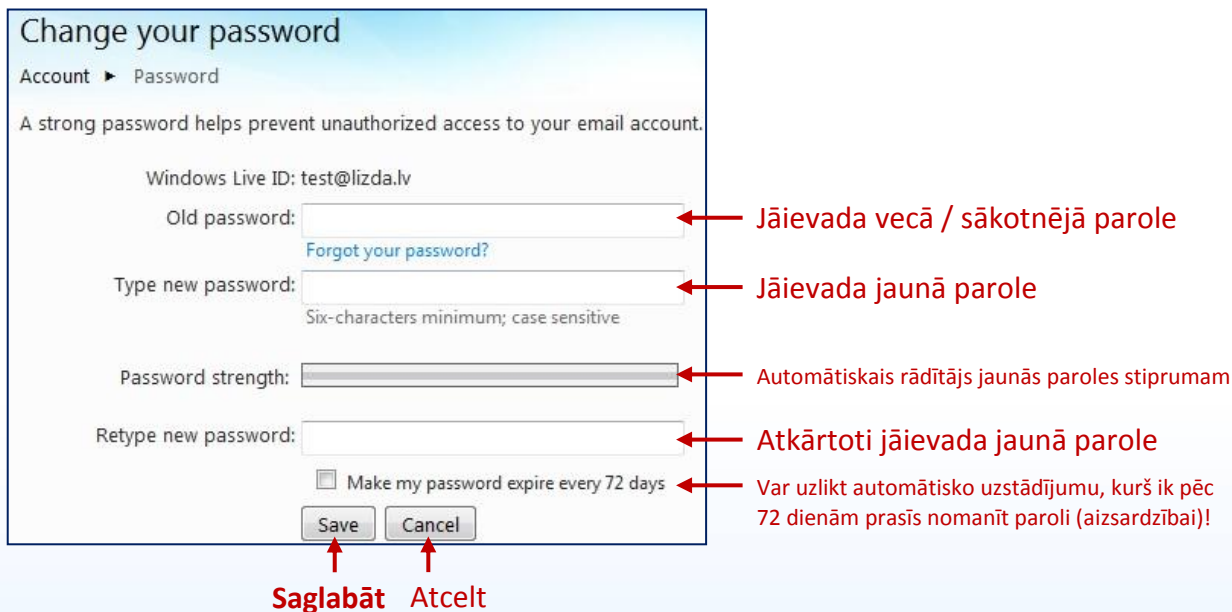 Change your password
Account ► Password
A strong password helps prevent unauthorized access to your email account.
Windows Live ID: test@lizda.lv
Old password: Jāievada vecā / sākotnējā parole
Forgot your password?
Type new password: Jāievada jaunā parole
Six-characters minimum; case sensitive
Password strength: Automātiskais rādītājs jaunās paroles stiprumam
Retype new password: Atkārtoti jāievada jaunā parole
Make my password expire every 72 days
Var uzlikt automātisko uzstādījumu, kurš ik pēc
72 dienām prasīs nomanīt paroli (aizsardzībai)!
Save Cancel
Saglabāt Atcelt